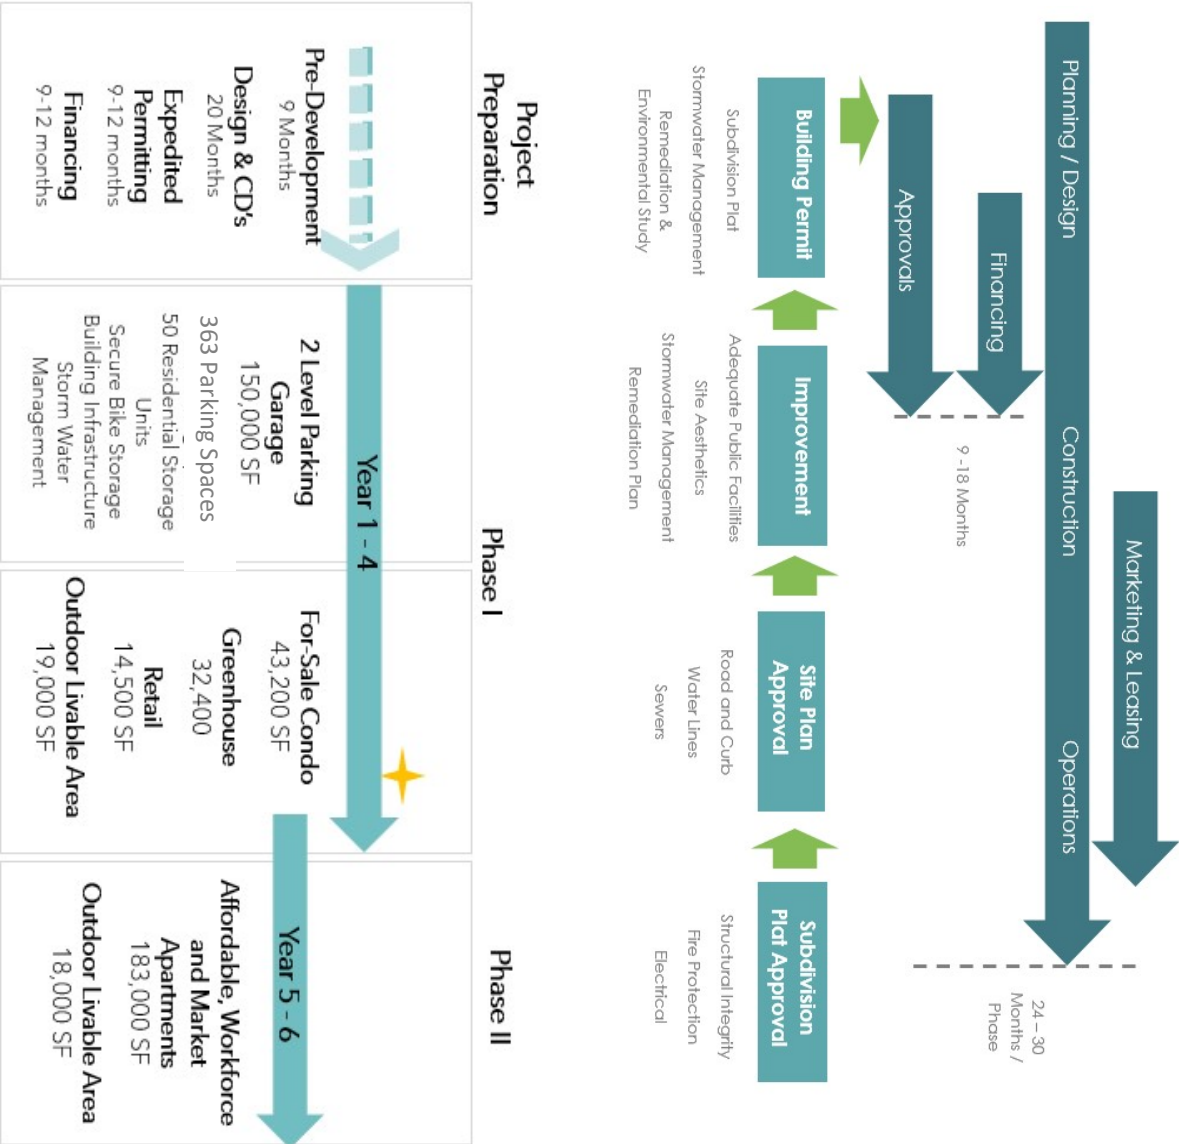 Marketing & Leasing
Planning / Design
Construction
Operations
Financing
Approvals
9 -18 Months
24 – 30
Months /
Phase
Building Permit
Subdivision Plat
Stormwater Management
Remediation &
Environmental Study
Improvement
Adequate Public Facilities
Site Aesthetics
Stormwater Management
Remediation Plan
Site Plan
Approval
Road and Curb
Water Lines
Sewers
Subdivision
Plat Approval
Structural Integrity
Fire Protection
Electrical
Project
Preparation
Phase I
Phase II
Pre-Development
9 Months
Design & CD's
20 Months
Expedited
Permitting
9-12 months
Financing
9-12 months
Year 1 - 4
2 Level Parking
Garage
150,000 SF
363 Parking Spaces
50 Residential Storage
Units
Secure Bike Storage
Building Infrastructure
Storm Water
Management
For-Sale Condo
43,200 SF
Greenhouse
32,400
Retail
14,500 SF
Outdoor Livable Area
19,000 SF
Year 5 - 6
Affordable, Workforce
and Market
Apartments
183,000 SF
Outdoor Livable Area
18,000 SF